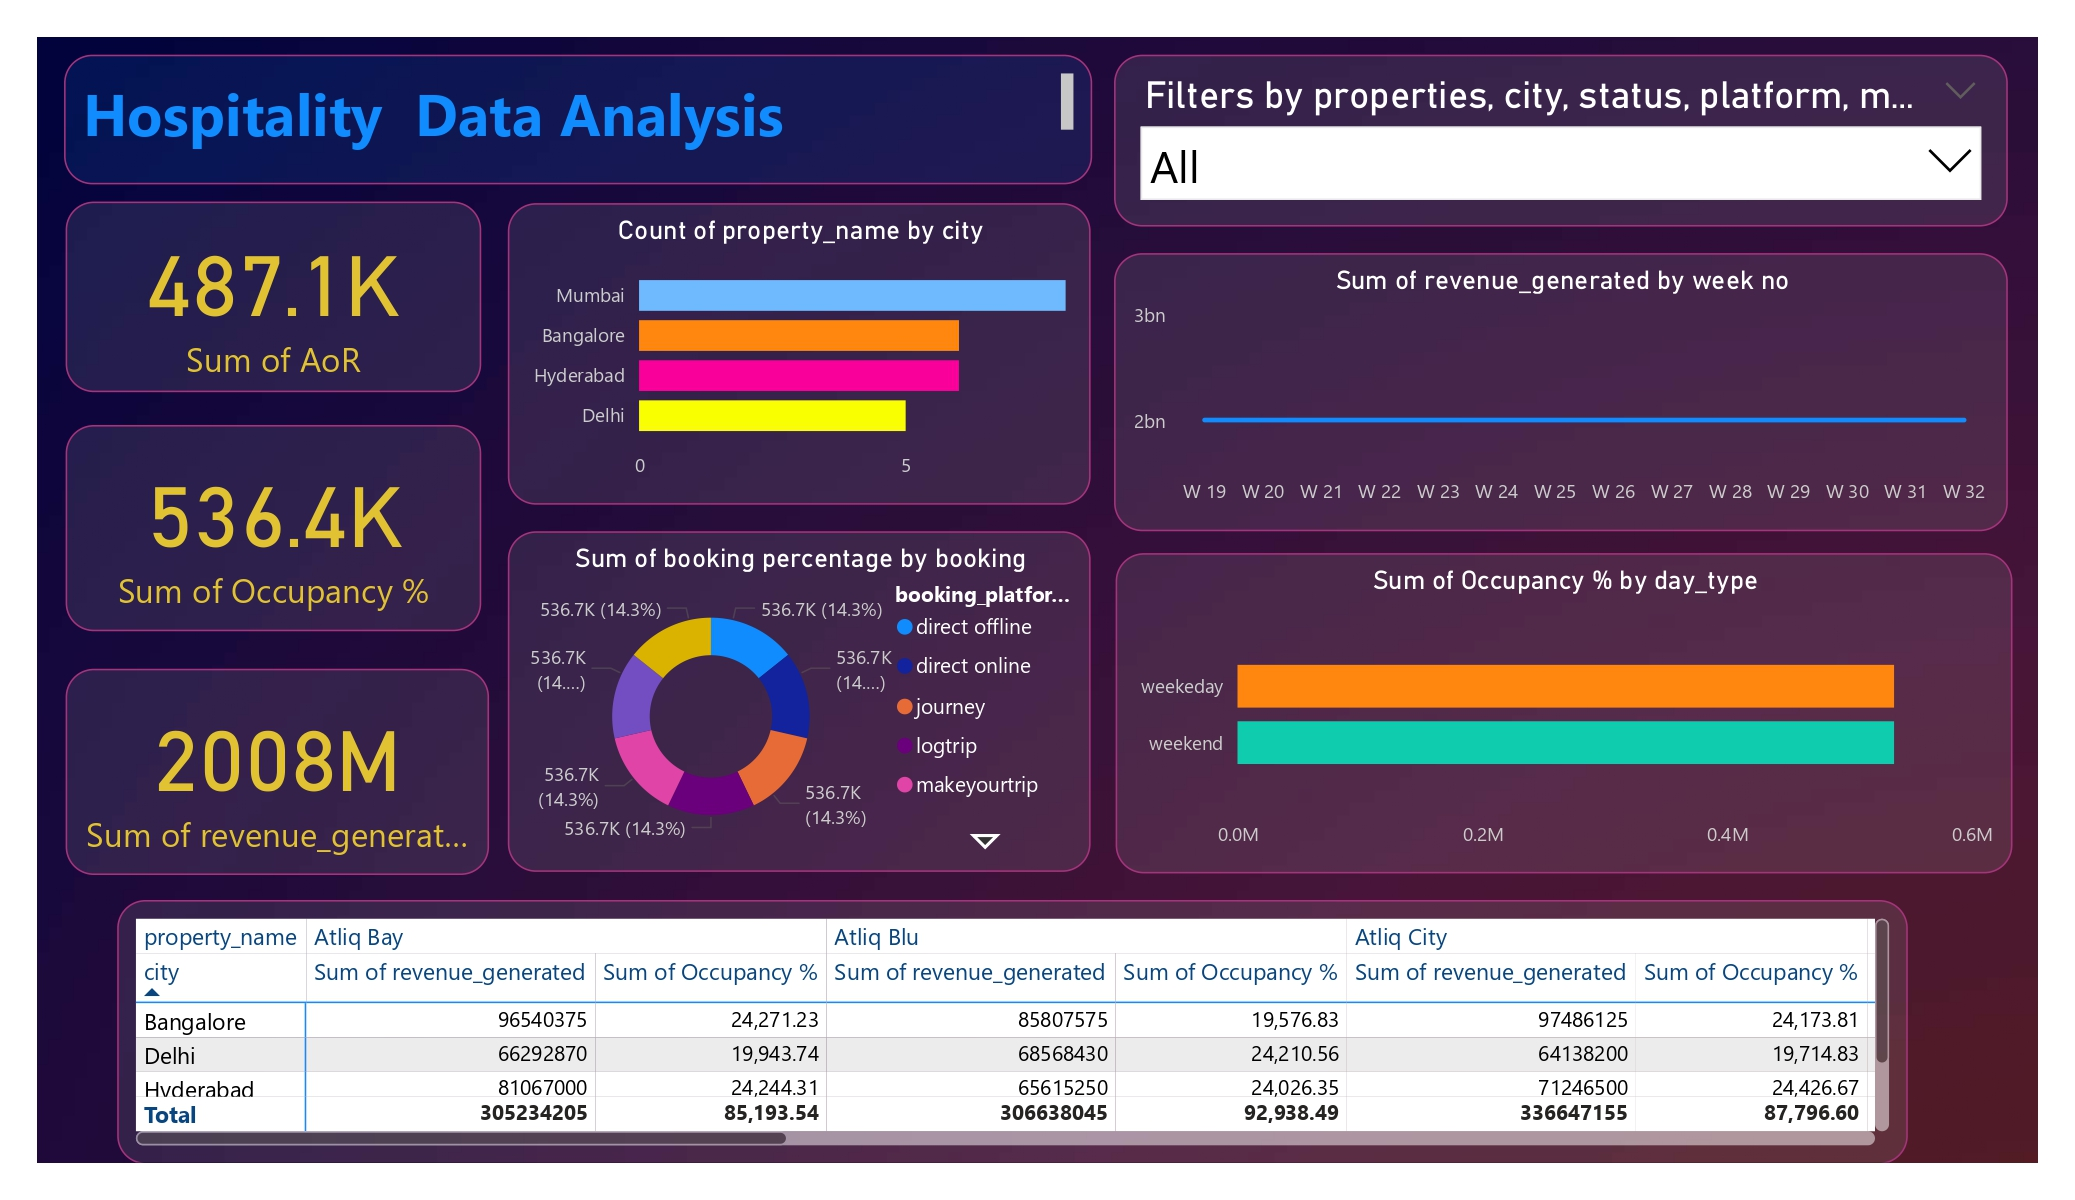 Hospitality  Data Analysis
Filters by properties, city, status, platform, m...
All
487.1K
Sum of AoR
536.4K
Sum of Occupancy %
2008M
Sum of revenue_generat...
Count of property_name by city
Mumbai
Bangalore
Hyderabad
Delhi
0 5
Sum of booking percentage by booking
536.7K (14.3%) 536.7K (14.3%)
536.7K
(14....)
536.7K
(14....)
536.7K
(14.3%)
536.7K
(14.3%)
536.7K (14.3%)
booking_platfor...
direct offline
direct online
journey
logtrip
makeyourtrip
Sum of revenue_generated by week no
3bn
2bn
W 19 W 20 W 21 W 22 W 23 W 24 W 25 W 26 W 27 W 28 W 29 W 30 W 31 W 32
Sum of Occupancy % by day_type
weekeday
weekend
0.0M 0.2M 0.4M 0.6M
property_name Atliq Bay Atliq Blu Atliq City
city Sum of revenue_generated Sum of Occupancy % Sum of revenue_generated Sum of Occupancy % Sum of revenue_generated Sum of Occupancy %
Bangalore 96540375 24,271.23 85807575 19,576.83 97486125 24,173.81
Delhi 66292870 19,943.74 68568430 24,210.56 64138200 19,714.83
Hyderabad 81067000 24,244.31 65615250 24,026.35 71246500 24,426.67
Total 305234205 85,193.54 306638045 92,938.49 336647155 87,796.60